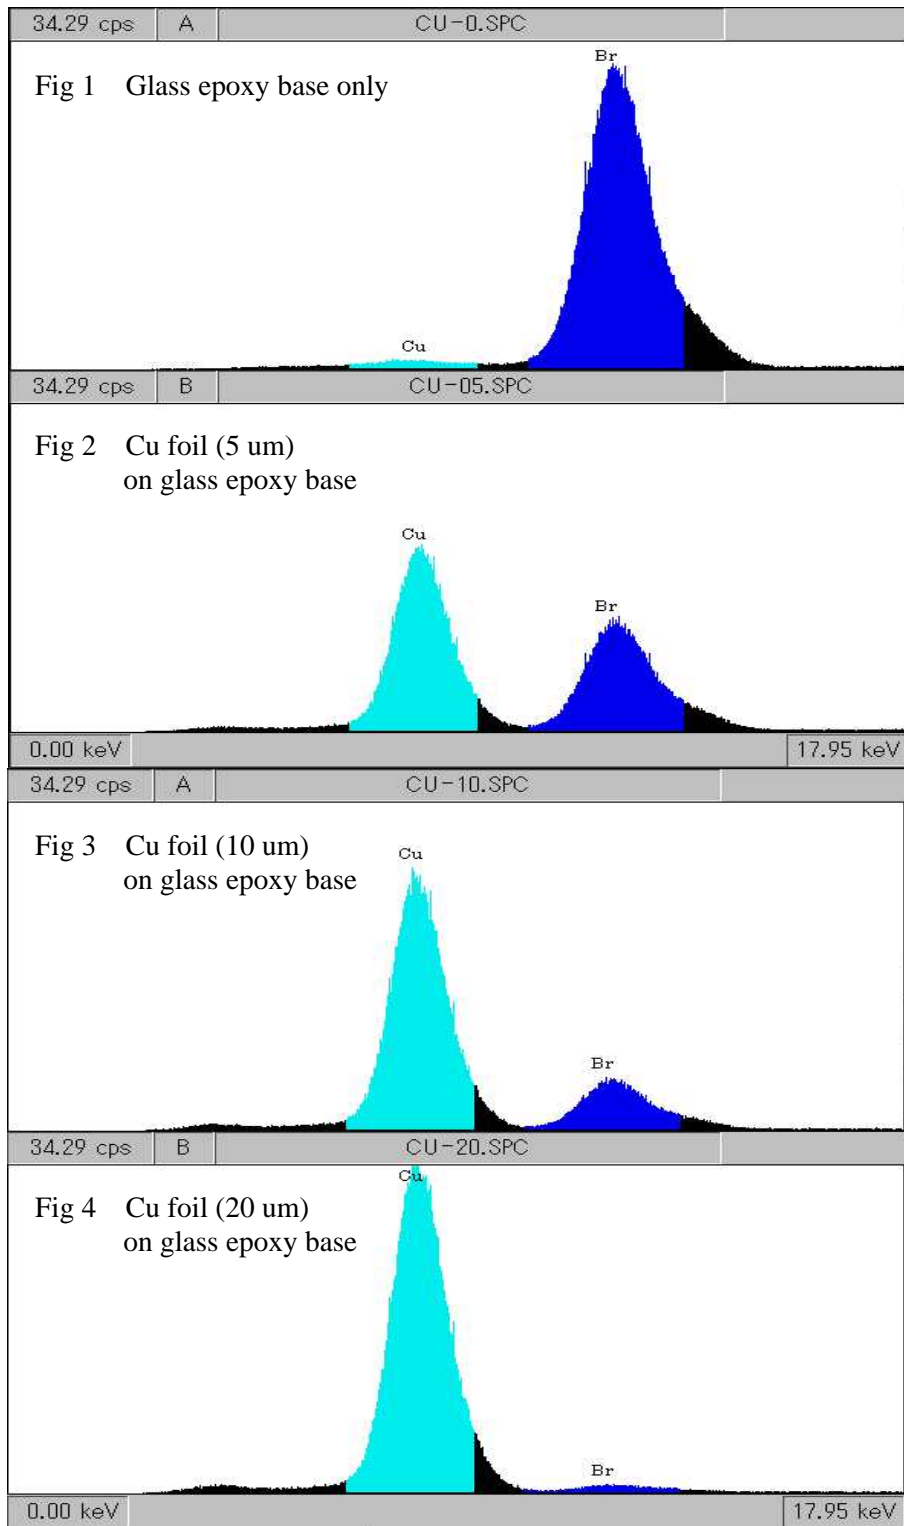 34.29 cps A CU-0.SPC
Br
Fig 1 Glass epoxy base only
Cu
34.29 cps B CU-05.SPC
Fig 2 Cu foil (5 um)
on glass epoxy base
Cu
Br
0.00 keV 17.95 keV
34.29 cps A CU-10.SPC
Fig 3 Cu foil (10 um)
on glass epoxy base
Cu
Br
34.29 cps B CU-20.SPC
Cu
Fig 4 Cu foil (20 um)
on glass epoxy base
Br
0.00 keV 17.95 keV